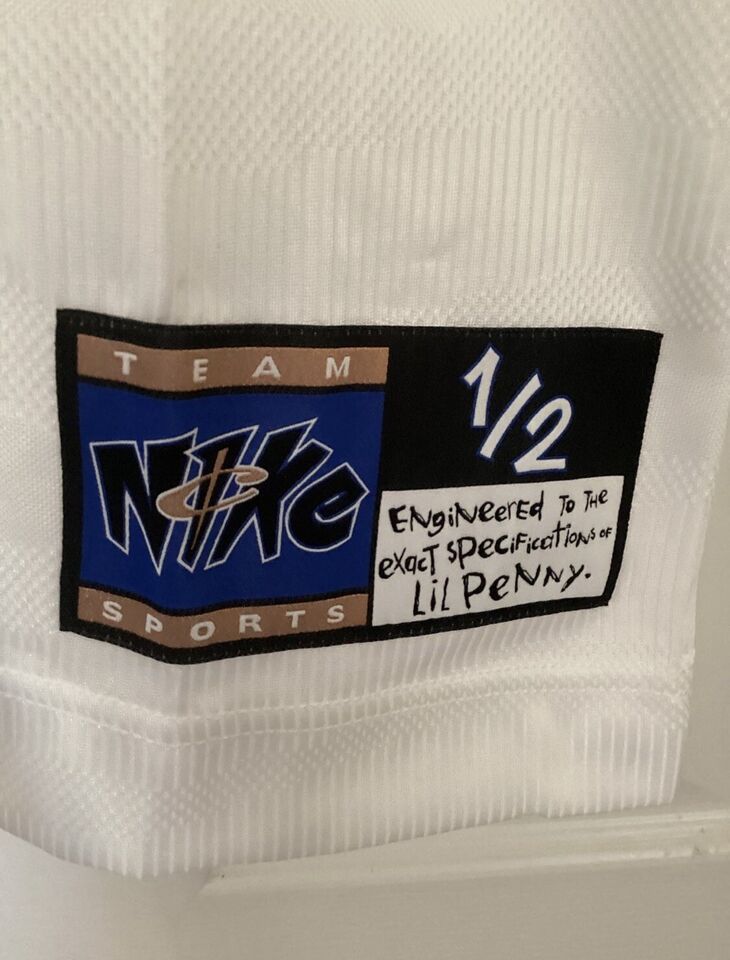 TEAM
NIKe
SPORTS
1/2
ENgiNeerEd To THe
exacT SPeCiFicatioNs oF
LiL PeNNy.